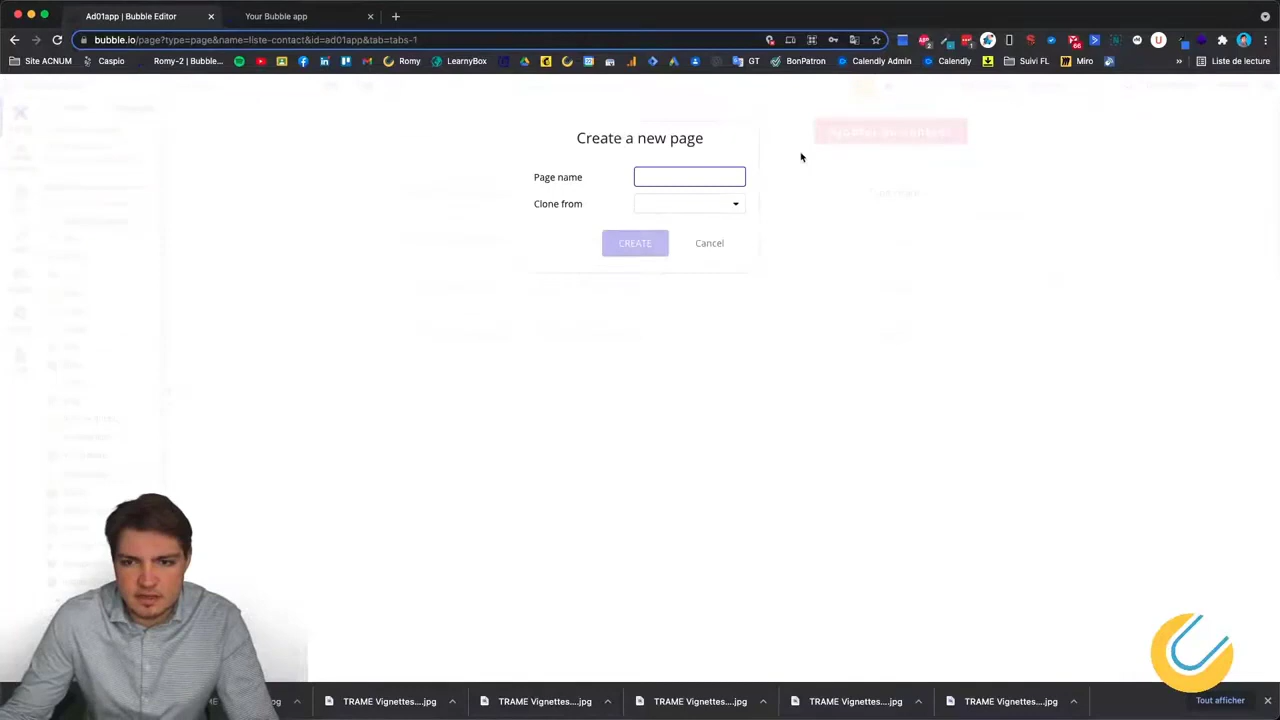 Ad01app | Bubble Editor
Your Bubble app
bubble.io/page?type=page&name=liste-contact&id=ad01app&tab=tabs-1
Site ACNUM
Caspio
Romy-2 | Bubble...
Romy
LearnyBox
GT
BonPatron
Calendly Admin
Calendly
Suivi FL
Miro
»
Liste de lecture
Create a new page
Page name
Clone from
CREATE
Cancel
TRAME Vignettes....jpg
TRAME Vignettes....jpg
TRAME Vignettes....jpg
TRAME Vignettes....jpg
TRAME Vignettes....jpg
Tout afficher